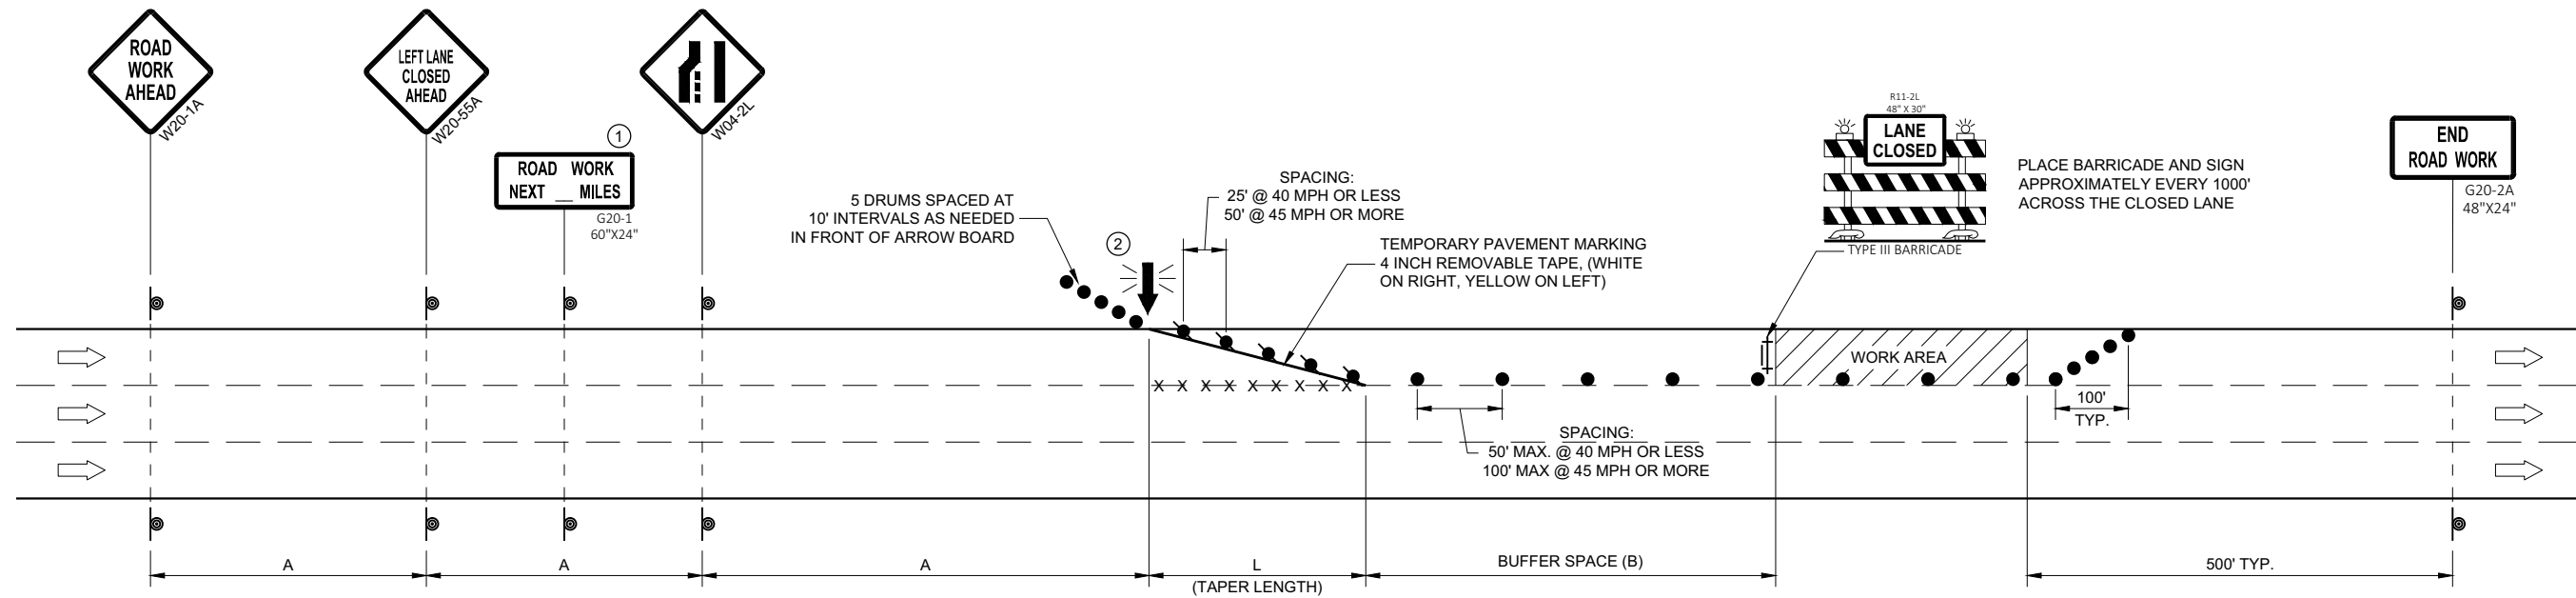 ROAD
WORK
AHEAD
W20-1A
LEFT LANE
CLOSED
AHEAD
W20-55A
1
ROAD WORK
NEXT __ MILES
G20-1
60"X24"
W04-2L
5 DRUMS SPACED AT
10' INTERVALS AS NEEDED
IN FRONT OF ARROW BOARD
2
SPACING:
25' @ 40 MPH OR LESS
50' @ 45 MPH OR MORE
TEMPORARY PAVEMENT MARKING
4 INCH REMOVABLE TAPE, (WHITE
ON RIGHT, YELLOW ON LEFT)
R11-2L
48" X 30"
LANE
CLOSED
TYPE III BARRICADE
PLACE BARRICADE AND SIGN
APPROXIMATELY EVERY 1000'
ACROSS THE CLOSED LANE
END
ROAD WORK
G20-2A
48"X24"
WORK AREA
X X X X X X X X X
100'
TYP.
SPACING:
50' MAX. @ 40 MPH OR LESS
100' MAX @ 45 MPH OR MORE
A
A
A
L
(TAPER LENGTH)
BUFFER SPACE (B)
500' TYP.